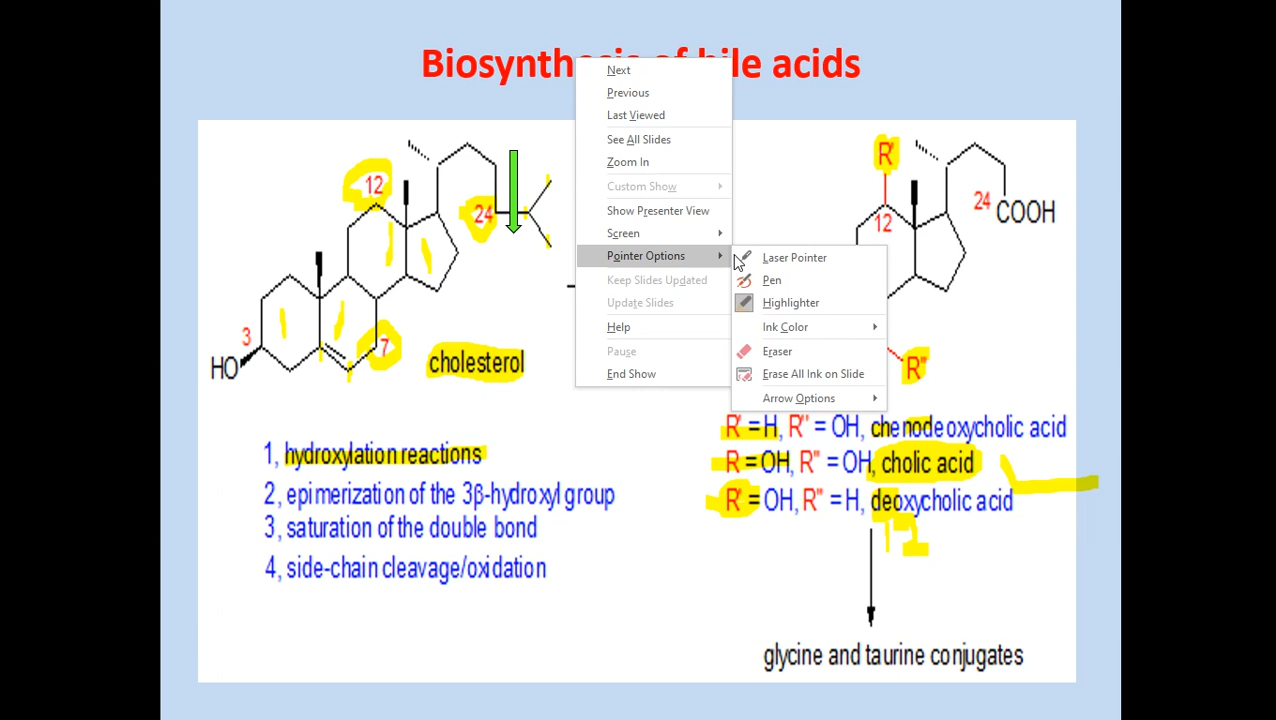 Biosynthesis of bile acids
Next
Previous
Last Viewed
See All Slides
Zoom In
Custom Show
Show Presenter View
Screen
Pointer Options
Keep Slides Updated
Update Slides
Help
Pause
End Show
Laser Pointer
Pen
Highlighter
Ink Color
Eraser
Erase All Ink on Slide
Arrow Options
12
24
3
HO
7
cholesterol
R'
24
COOH
12
R"
1, hydroxylation reactions
2, epimerization of the 3β-hydroxyl group
3, saturation of the double bond
4, side-chain cleavage/oxidation
R' = H, R" = OH, chenodeoxycholic acid
R = OH, R" = OH, cholic acid
R' = OH, R" = H, deoxycholic acid
12
glycine and taurine conjugates